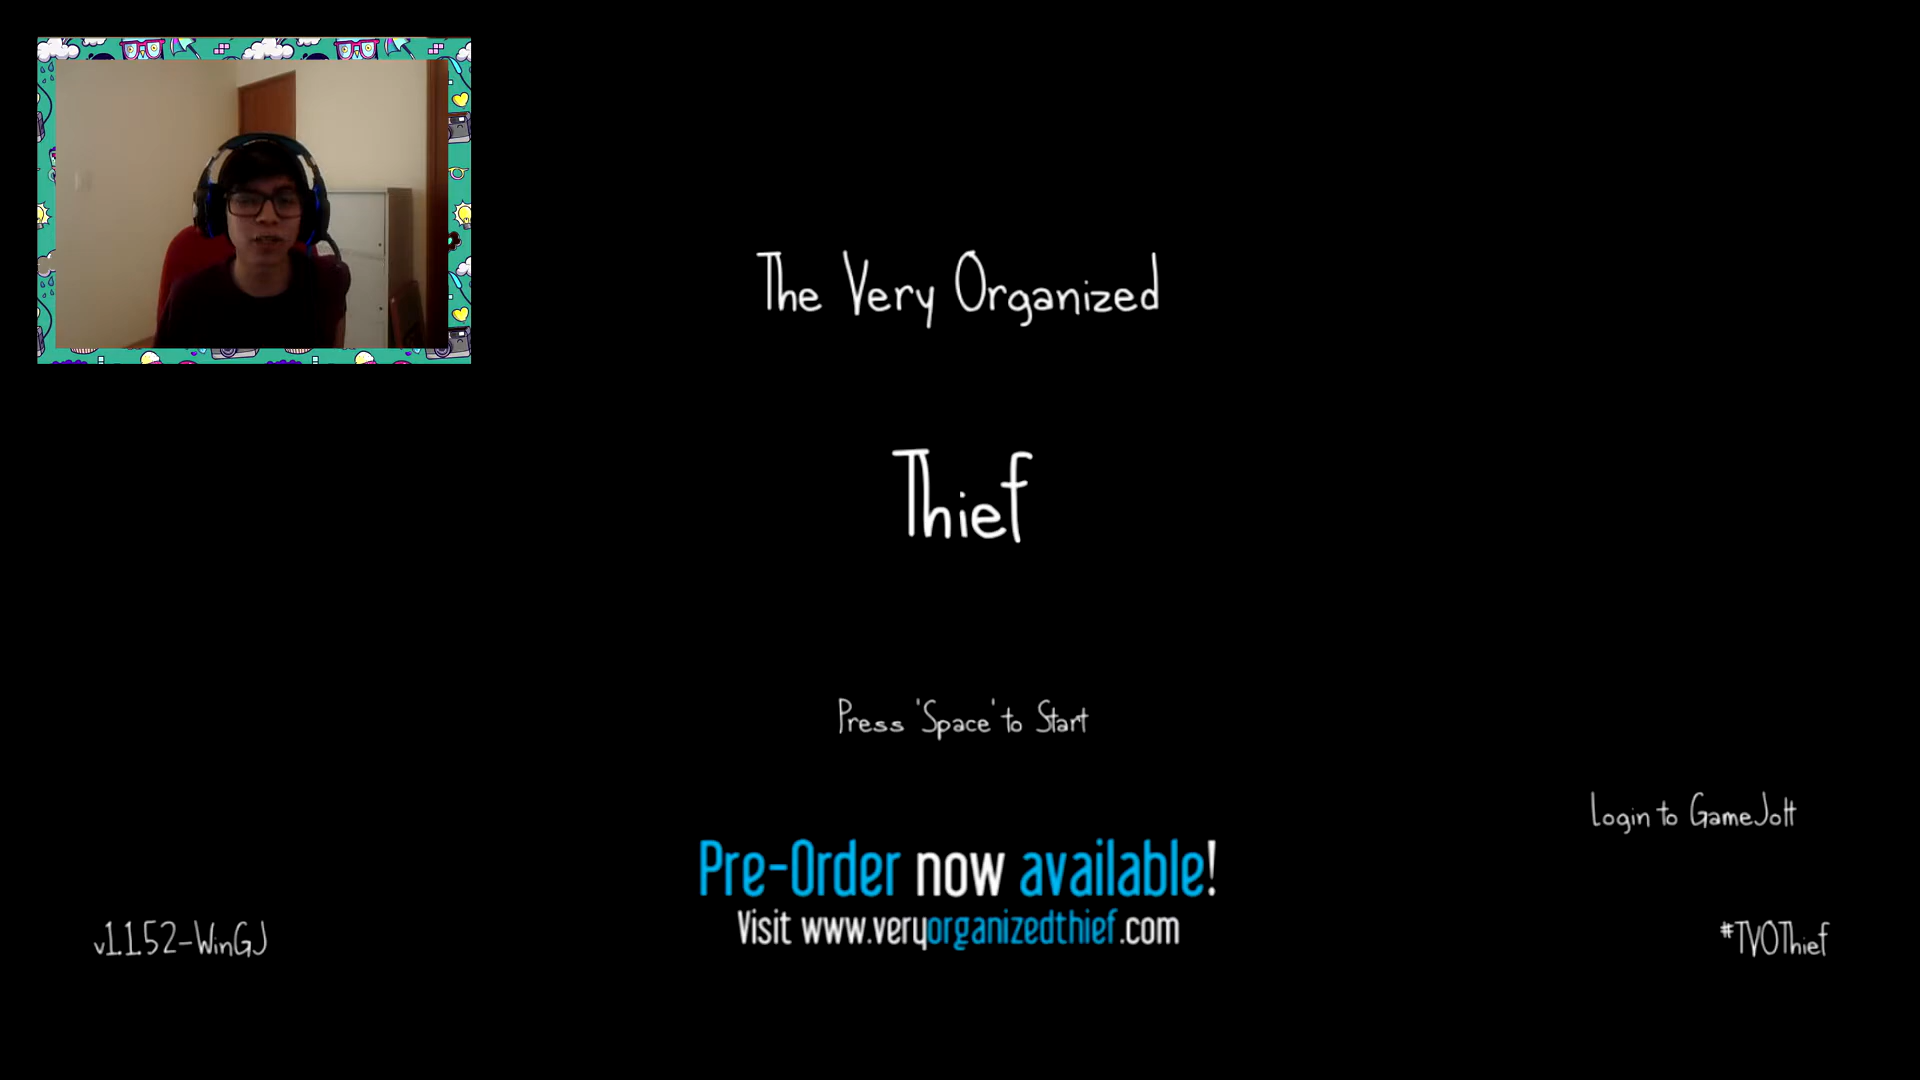 The Very Organized
Thief
Press 'Space' to Start
Login to GameJolt
Pre-Order now available!
Visit www.veryorganizedthief.com
v1.1.52-WinGJ
#TVOThief